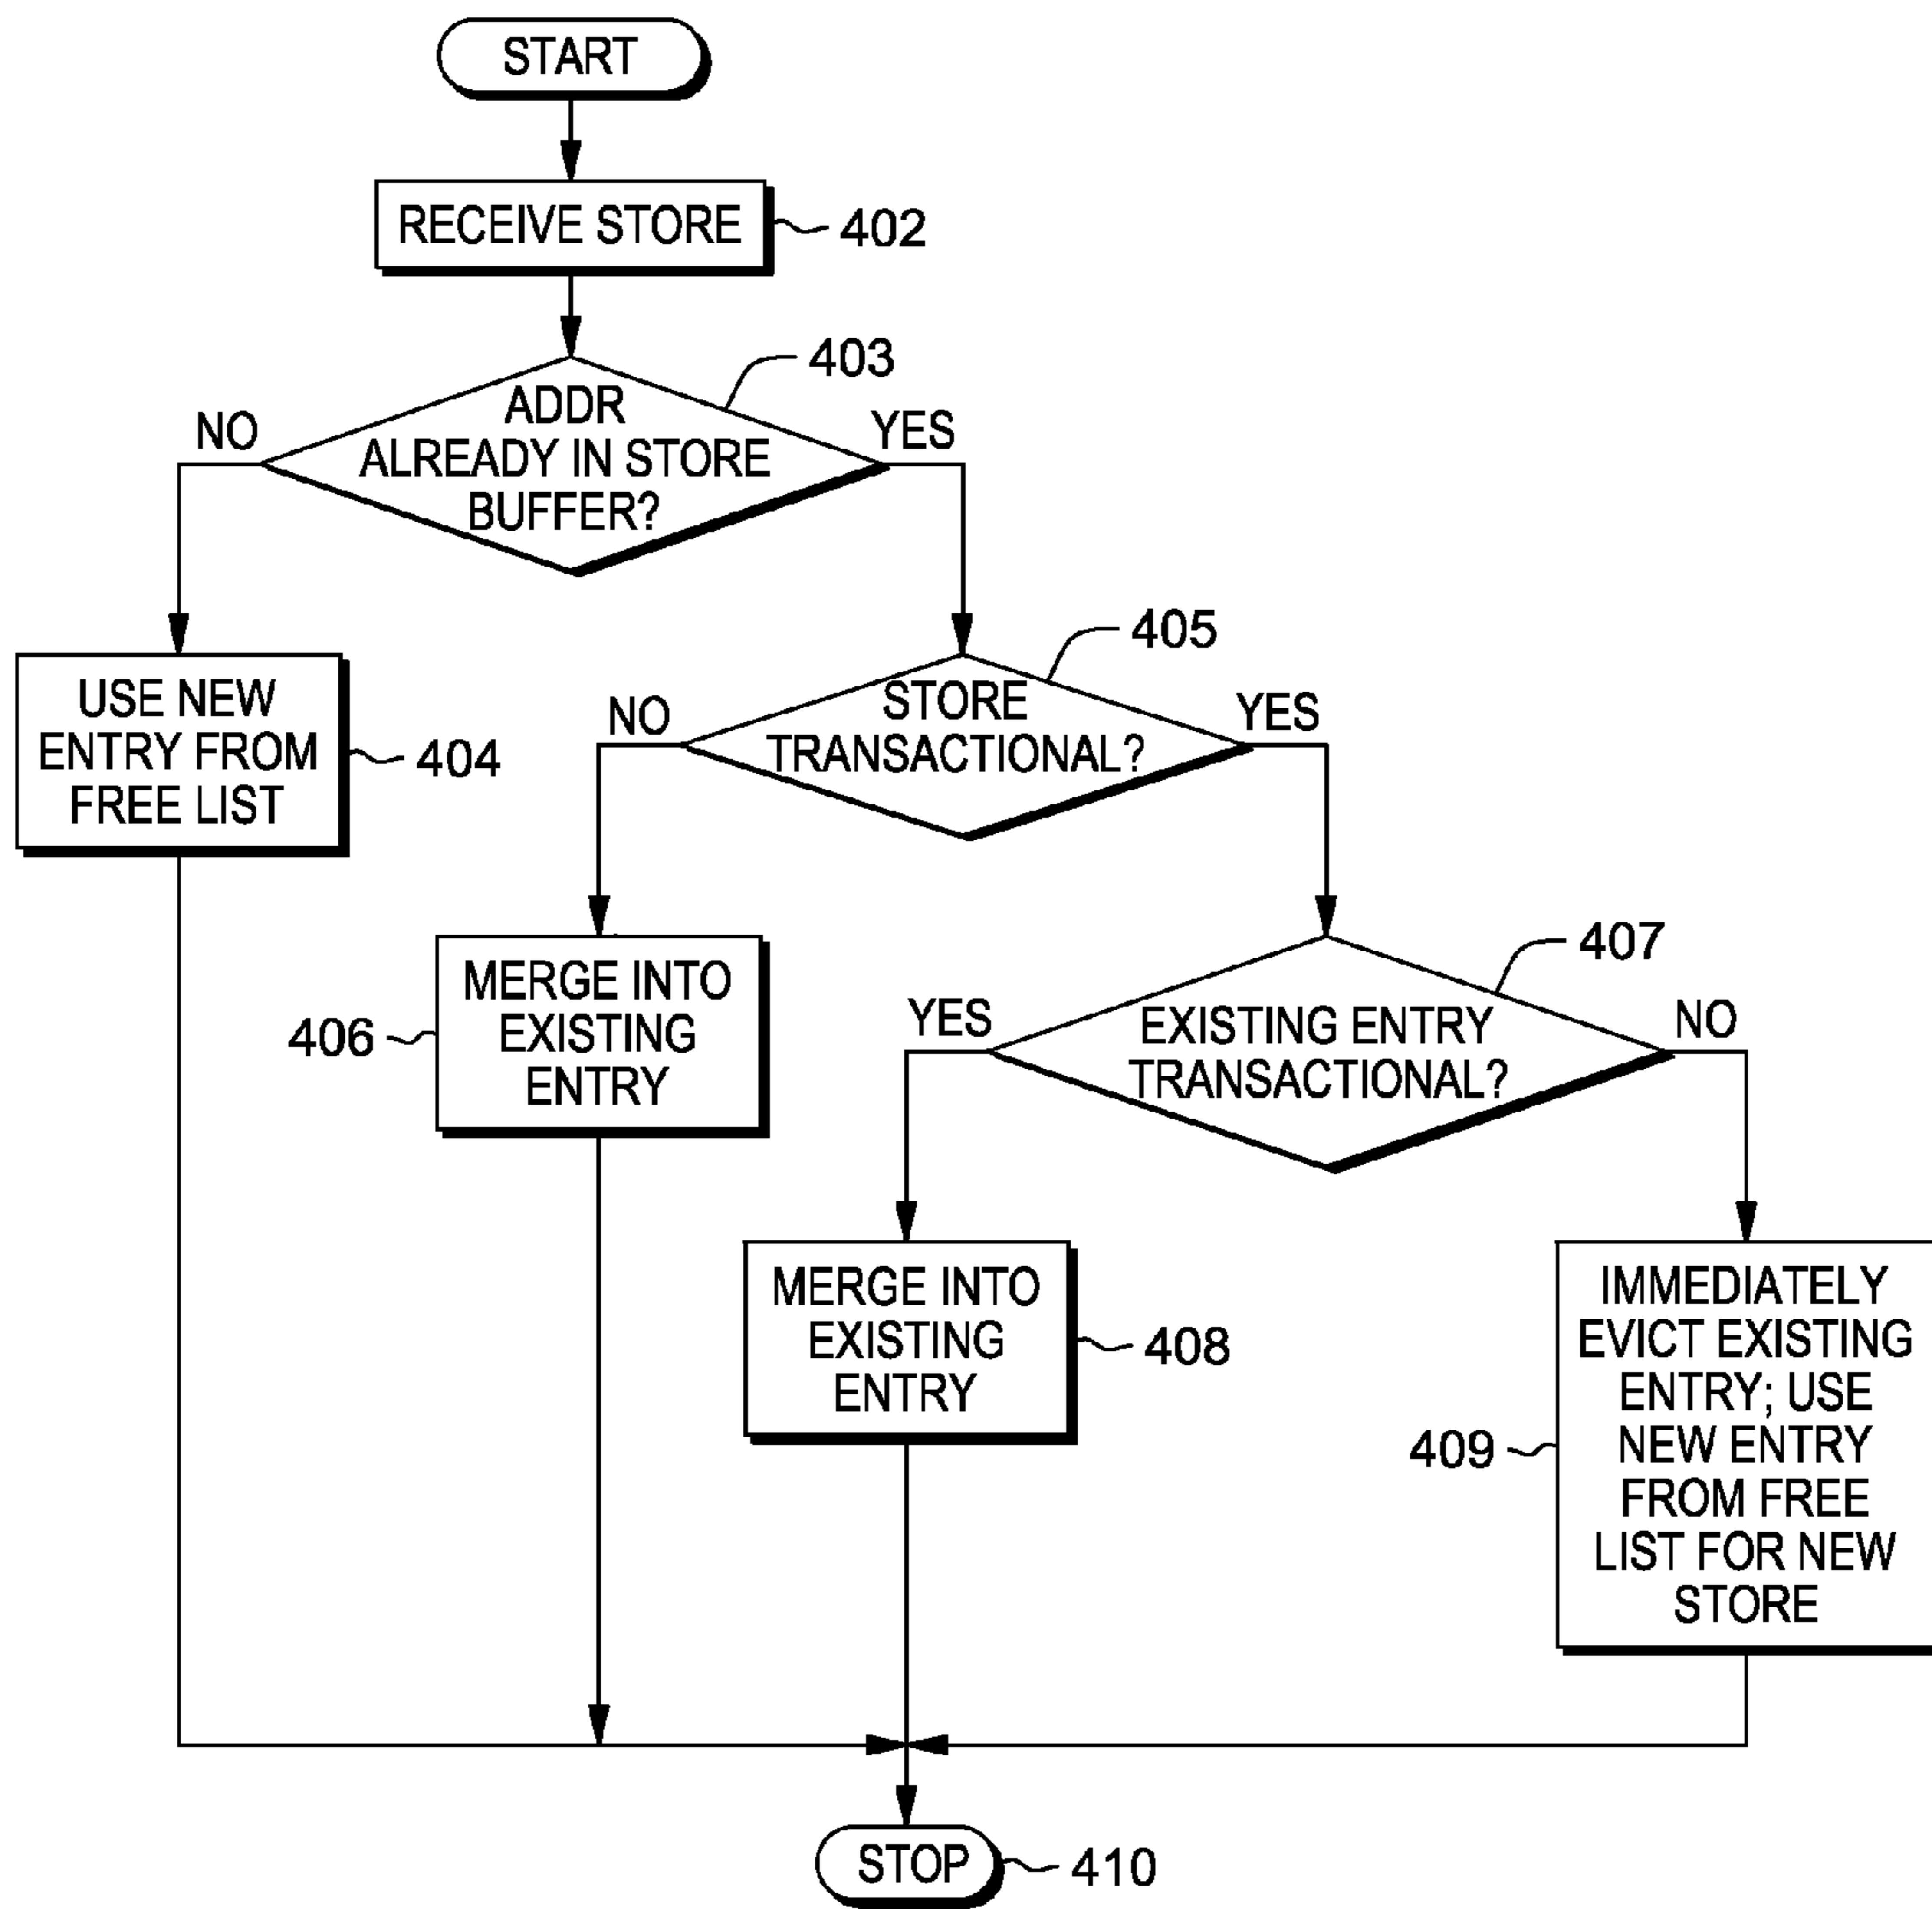 START
RECEIVE STORE
402
403
ADDR
ALREADY IN STORE
BUFFER?
NO
YES
USE NEW
ENTRY FROM
FREE LIST
404
405
STORE
TRANSACTIONAL?
NO
YES
MERGE INTO
EXISTING
ENTRY
406
407
EXISTING ENTRY
TRANSACTIONAL?
YES
NO
MERGE INTO
EXISTING
ENTRY
408
IMMEDIATELY
EVICT EXISTING
ENTRY; USE
NEW ENTRY
FROM FREE
LIST FOR NEW
STORE
409
STOP
410